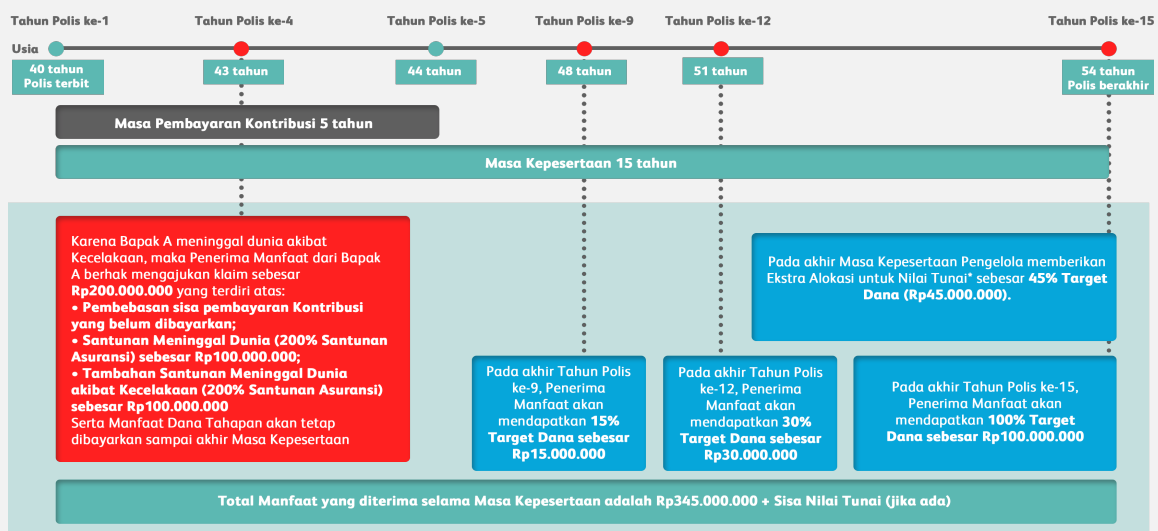 Tahun Polis ke-1
Tahun Polis ke-4
Tahun Polis ke-5
Tahun Polis ke-9
Tahun Polis ke-12
Tahun Polis ke-15
Usia
40 tahun
Polis terbit
43 tahun
44 tahun
48 tahun
51 tahun
54 tahun
Polis berakhir
Masa Pembayaran Kontribusi 5 tahun
Masa Kepesertaan 15 tahun
Karena Bapak A meninggal dunia akibat
Kecelakaan, maka Penerima Manfaat dari Bapak
A berhak mengajukan klaim sebesar
Rp200.000.000 yang terdiri atas:
• Pembebasan sisa pembayaran Kontribusi
yang belum dibayarkan;
• Santunan Meninggal Dunia (200% Santunan
Asuransi) sebesar Rp100.000.000;
• Tambahan Santunan Meninggal Dunia
akibat Kecelakaan (200% Santunan Asuransi)
sebesar Rp100.000.000
Serta Manfaat Dana Tahapan akan tetap
dibayarkan sampai akhir Masa Kepesertaan
Pada akhir Masa Kepesertaan Pengelola memberikan
Ekstra Alokasi untuk Nilai Tunai* sebesar 45% Target
Dana (Rp45.000.000).
Pada akhir Tahun Polis
ke-9, Penerima
Manfaat akan
mendapatkan 15%
Target Dana sebesar
Rp15.000.000
Pada akhir Tahun Polis
ke-12, Penerima
Manfaat akan
mendapatkan 30%
Target Dana sebesar
Rp30.000.000
Pada akhir Tahun Polis ke-15,
Penerima Manfaat akan
mendapatkan 100% Target
Dana sebesar Rp100.000.000
Total Manfaat yang diterima selama Masa Kepesertaan adalah Rp345.000.000 + Sisa Nilai Tunai (jika ada)